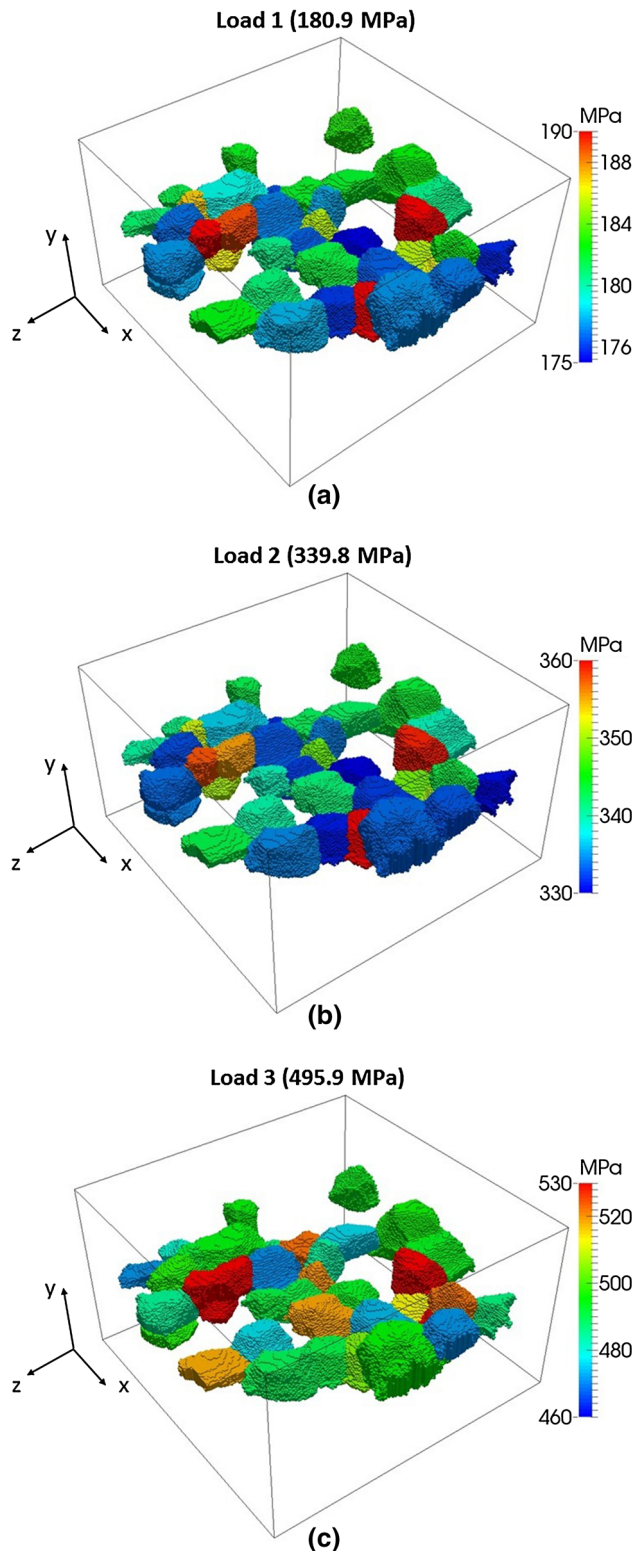 Load 1 (180.9 MPa)
MPa
190
188
184
180
176
175
y
z
x
(a)
Load 2 (339.8 MPa)
MPa
360
350
340
330
y
z
x
(b)
Load 3 (495.9 MPa)
MPa
530
520
500
480
460
y
z
x
(c)